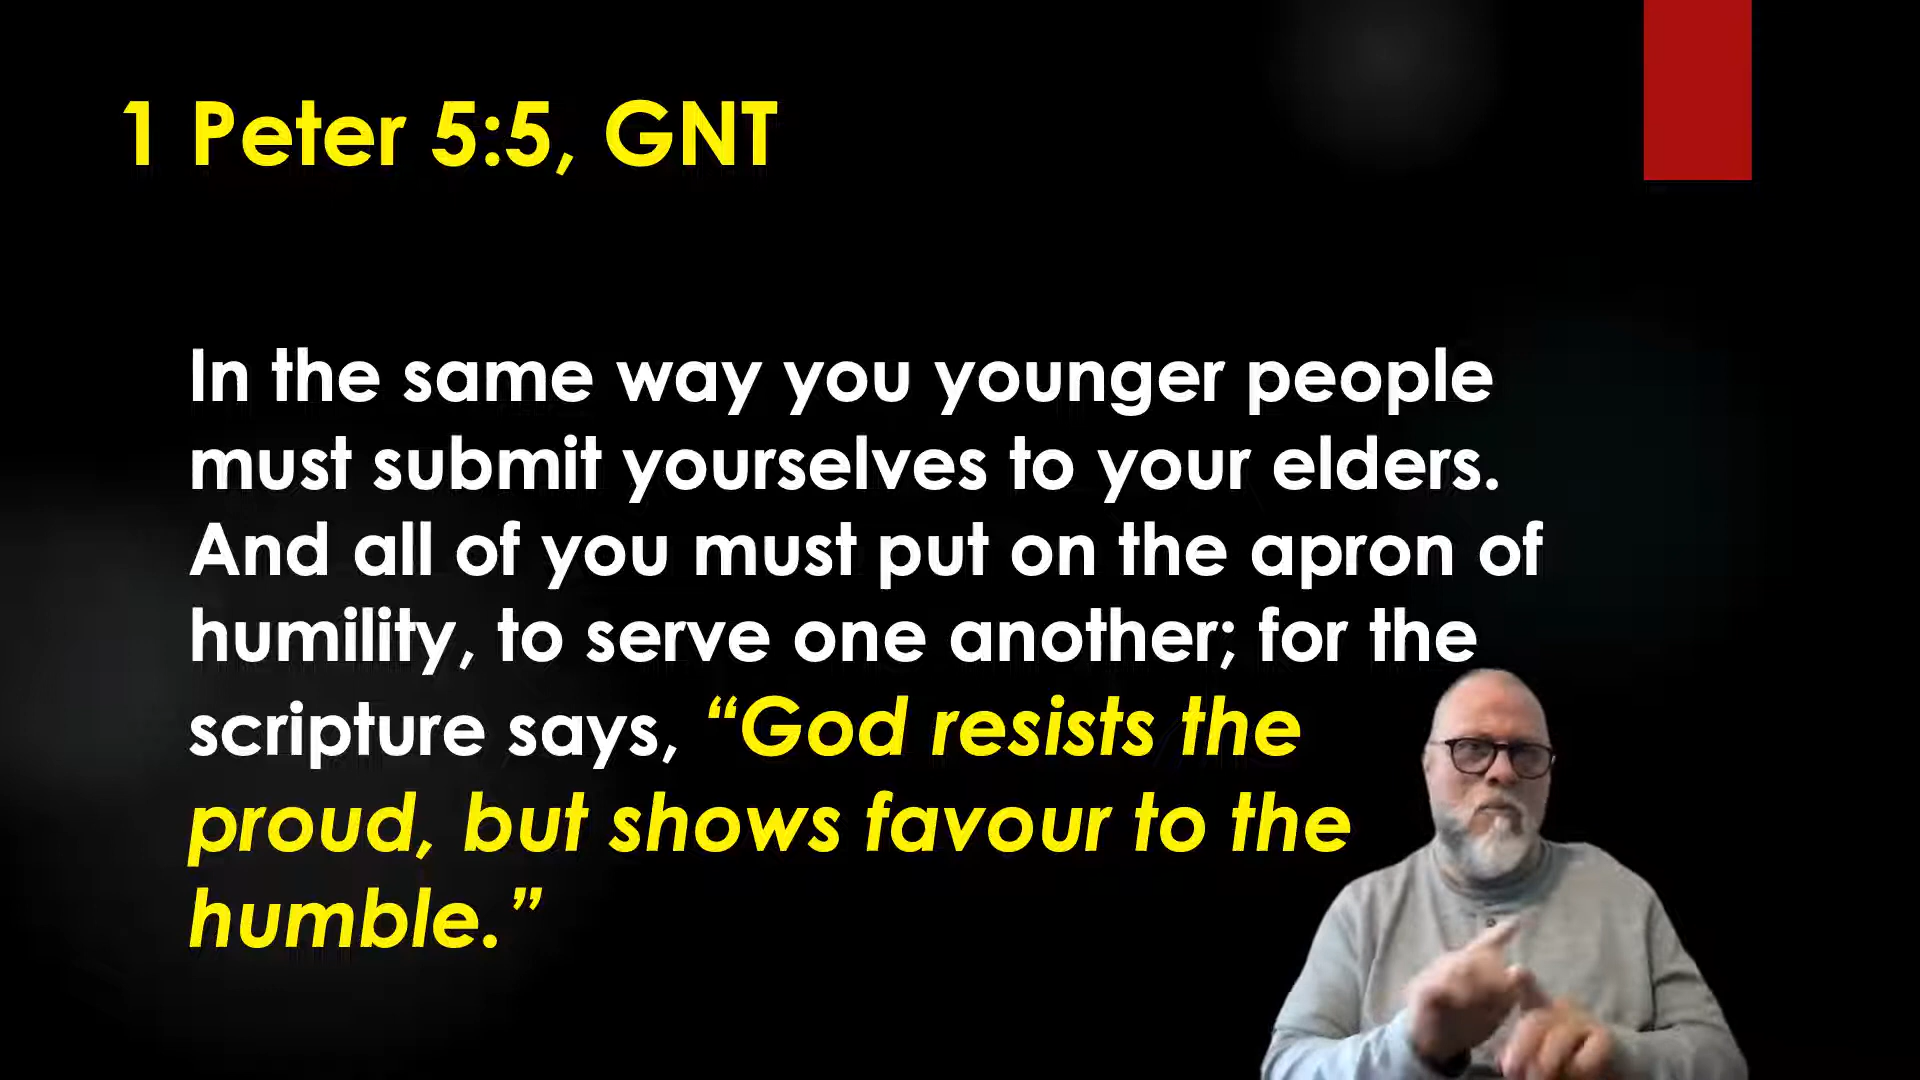 1 Peter 5:5, GNT
In the same way you younger people
must submit yourselves to your elders.
And all of you must put on the apron of
humility, to serve one another; for the
scripture says, “God resists the
proud, but shows favour to the
humble.”